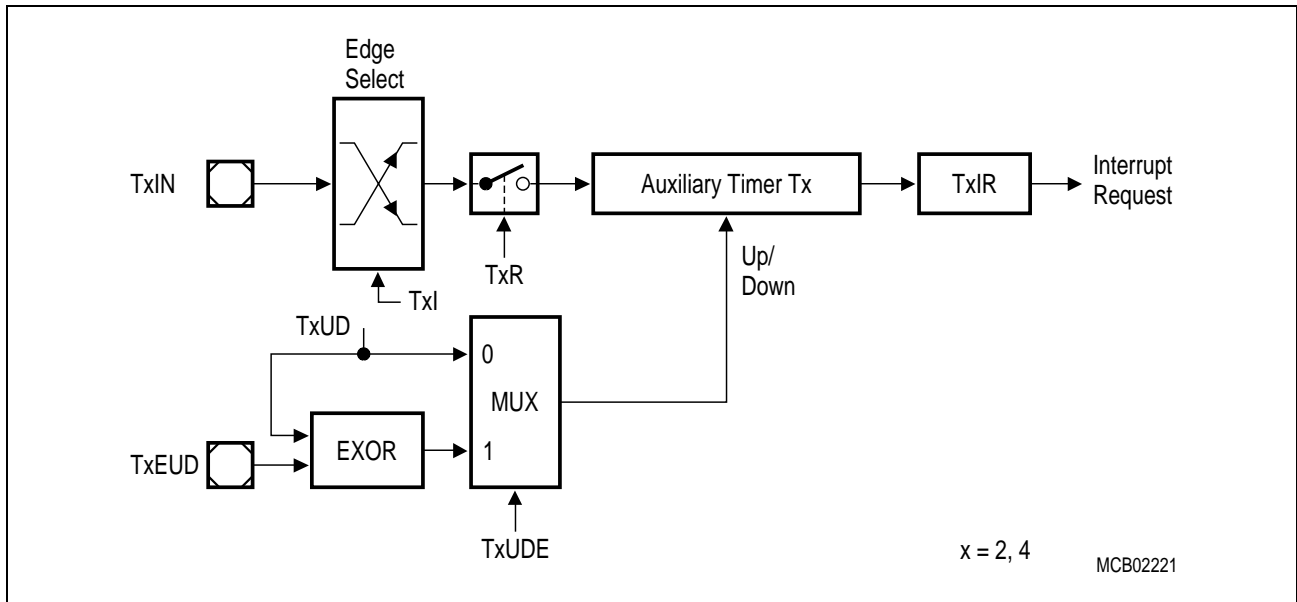 Edge
Select
TxIN
Auxiliary Timer Tx
TxIR
Interrupt
Request
TxR
TxI
Up/
Down
TxUD
0
MUX
1
EXOR
TxEUD
TxUDE
x = 2, 4
MCB02221